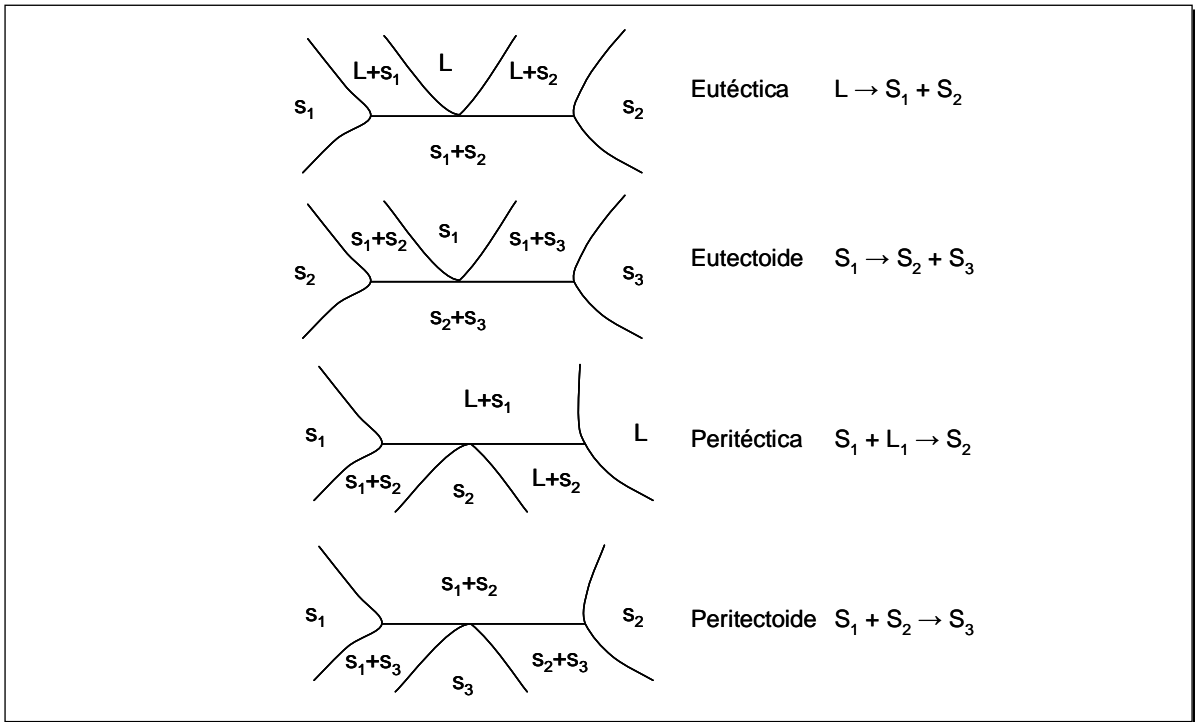 L+s₁ L L+s₂
s₁ s₂ Eutéctica L → S₁ + S₂
s₁+s₂
s₁+s₂ s₁ s₁+s₃
s₂ s₃ Eutectoide S₁ → S₂ + S₃
s₂+s₃
L+s₁
s₁ L Peritéctica S₁ + L₁ → S₂
s₁+s₂ s₂ L+s₂
s₁+s₂
s₁ s₂ Peritectoide S₁ + S₂ → S₃
s₁+s₃ s₃ s₂+s₃